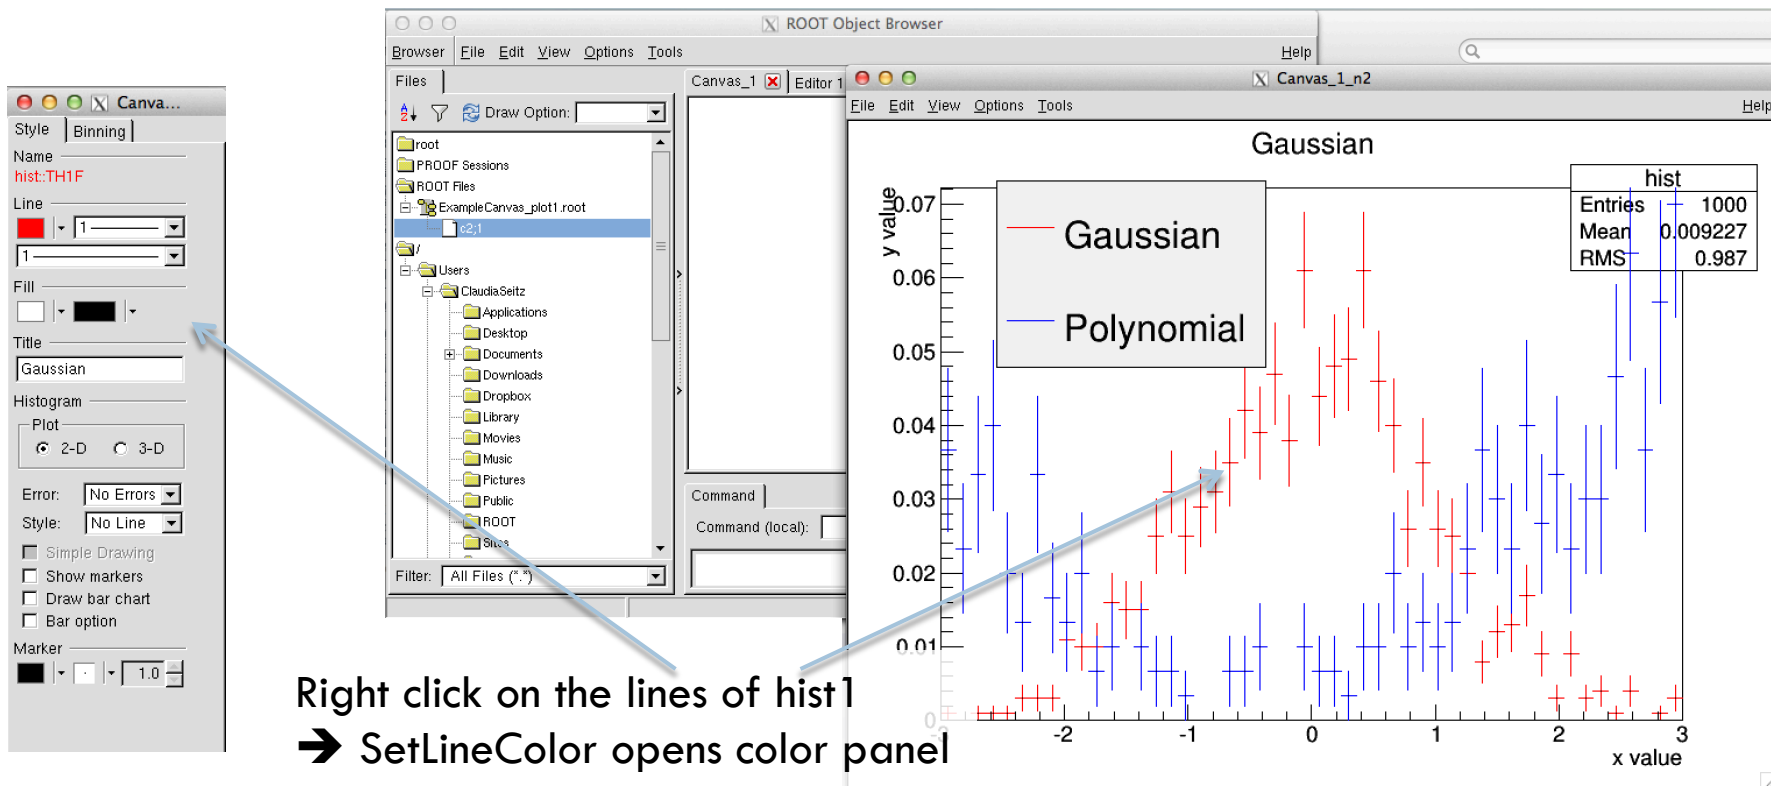 Canva...
Style Binning
Name
hist::TH1F
Line
1
1
Fill
Title
Gaussian
Histogram
Plot
2-D 3-D
Error: No Errors
Style: No Line
Simple Drawing
Show markers
Draw bar chart
Bar option
Marker
1.0
ROOT Object Browser
Browser File Edit View Options Tools Help
Files
Draw Option:
root
PROOF Sessions
ROOT Files
ExampleCanvas_plot1.root
c2;1
/
Users
ClaudiaSeitz
Applications
Desktop
Documents
Downloads
Dropbox
Library
Movies
Music
Pictures
Public
ROOT
Sites
Filter: All Files (*.*)
Canvas_1 Editor 1
Command
Command (local):
Canvas_1_n2
File Edit View Options Tools Help
Gaussian
hist
Entries 1000
Mean 0.009227
RMS 0.987
Gaussian
Polynomial
y value
0.07
0.06
0.05
0.04
0.03
0.02
0.01
0
-3 -2 -1 0 1 2 3
x value
Right click on the lines of hist1
➔ SetLineColor opens color panel